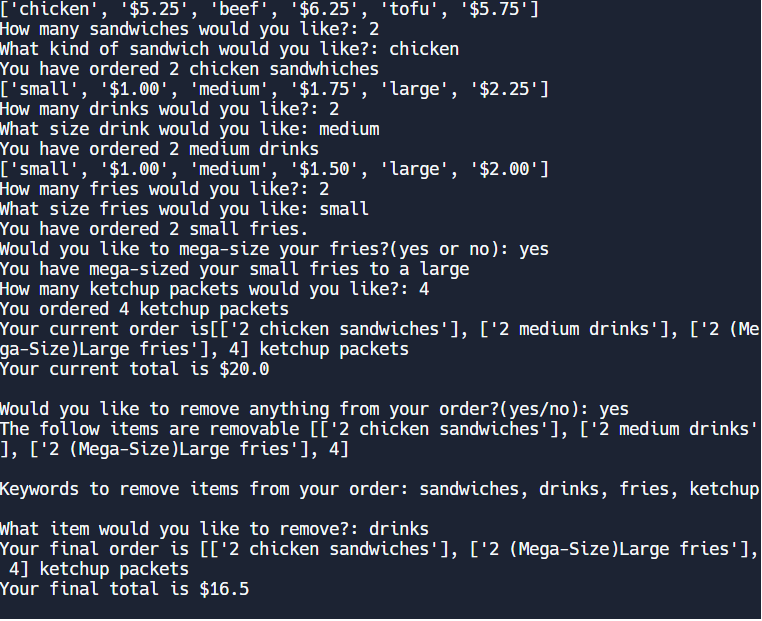 ['chicken', '$5.25', 'beef', '$6.25', 'tofu', '$5.75']
How many sandwiches would you like?: 2
What kind of sandwich would you like?: chicken
You have ordered 2 chicken sandwhiches
['small', '$1.00', 'medium', '$1.75', 'large', '$2.25']
How many drinks would you like?: 2
What size drink would you like: medium
You have ordered 2 medium drinks
['small', '$1.00', 'medium', '$1.50', 'large', '$2.00']
How many fries would you like?: 2
What size fries would you like: small
You have ordered 2 small fries.
Would you like to mega-size your fries?(yes or no): yes
You have mega-sized your small fries to a large
How many ketchup packets would you like?: 4
You ordered 4 ketchup packets
Your current order is[['2 chicken sandwiches'], ['2 medium drinks'], ['2 (Me
ga-Size)Large fries'], 4] ketchup packets
Your current total is $20.0
Would you like to remove anything from your order?(yes/no): yes
The follow items are removable [['2 chicken sandwiches'], ['2 medium drinks'
], ['2 (Mega-Size)Large fries'], 4]
Keywords to remove items from your order: sandwiches, drinks, fries, ketchup
What item would you like to remove?: drinks
Your final order is [['2 chicken sandwiches'], ['2 (Mega-Size)Large fries'],
 4] ketchup packets
Your final total is $16.5